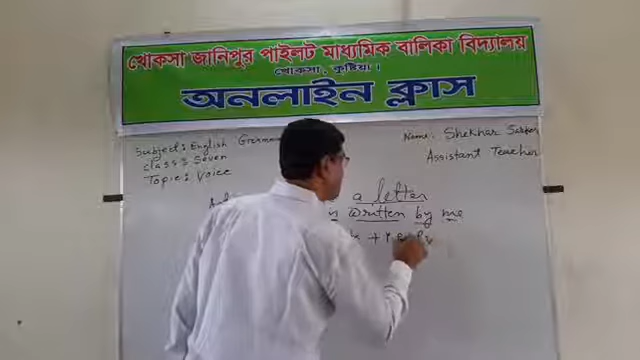 খোকসা জানিপুর পাইলট মাধ্যমিক বালিকা বিদ্যালয়
খোকসা, কুষ্টিয়া।
অনলাইন ক্লাস
Subject: English
Name: Shekhar Sarker
Class: Seven
Assistant Teacher
Topic: Voice
a letter
written by me